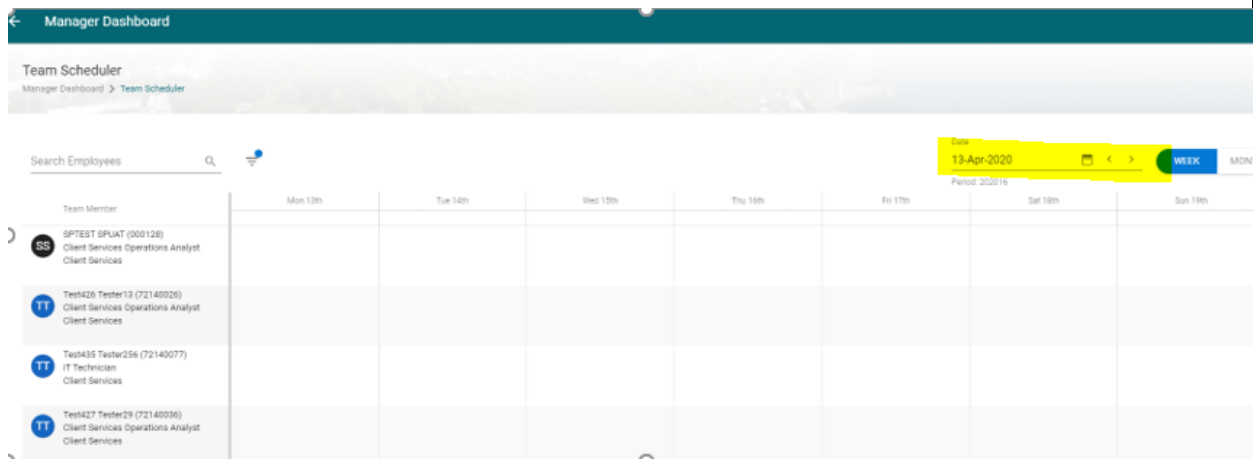 Manager Dashboard
Team Scheduler
Manager Dashboard > Team Scheduler
Search Employees
Date
13-Apr-2020
WEEK
MON
Period: 202016
Team Member
Mon 13th
Tue 14th
Wed 15th
Thu 16th
Fri 17th
Sat 18th
Sun 19th
SS
SPTEST SPUAT (000128)
Client Services Operations Analyst
Client Services
TT
Test426 Tester13 (72140026)
Client Services Operations Analyst
Client Services
TT
Test435 Tester256 (72140077)
IT Technician
Client Services
TT
Test427 Tester29 (72140036)
Client Services Operations Analyst
Client Services